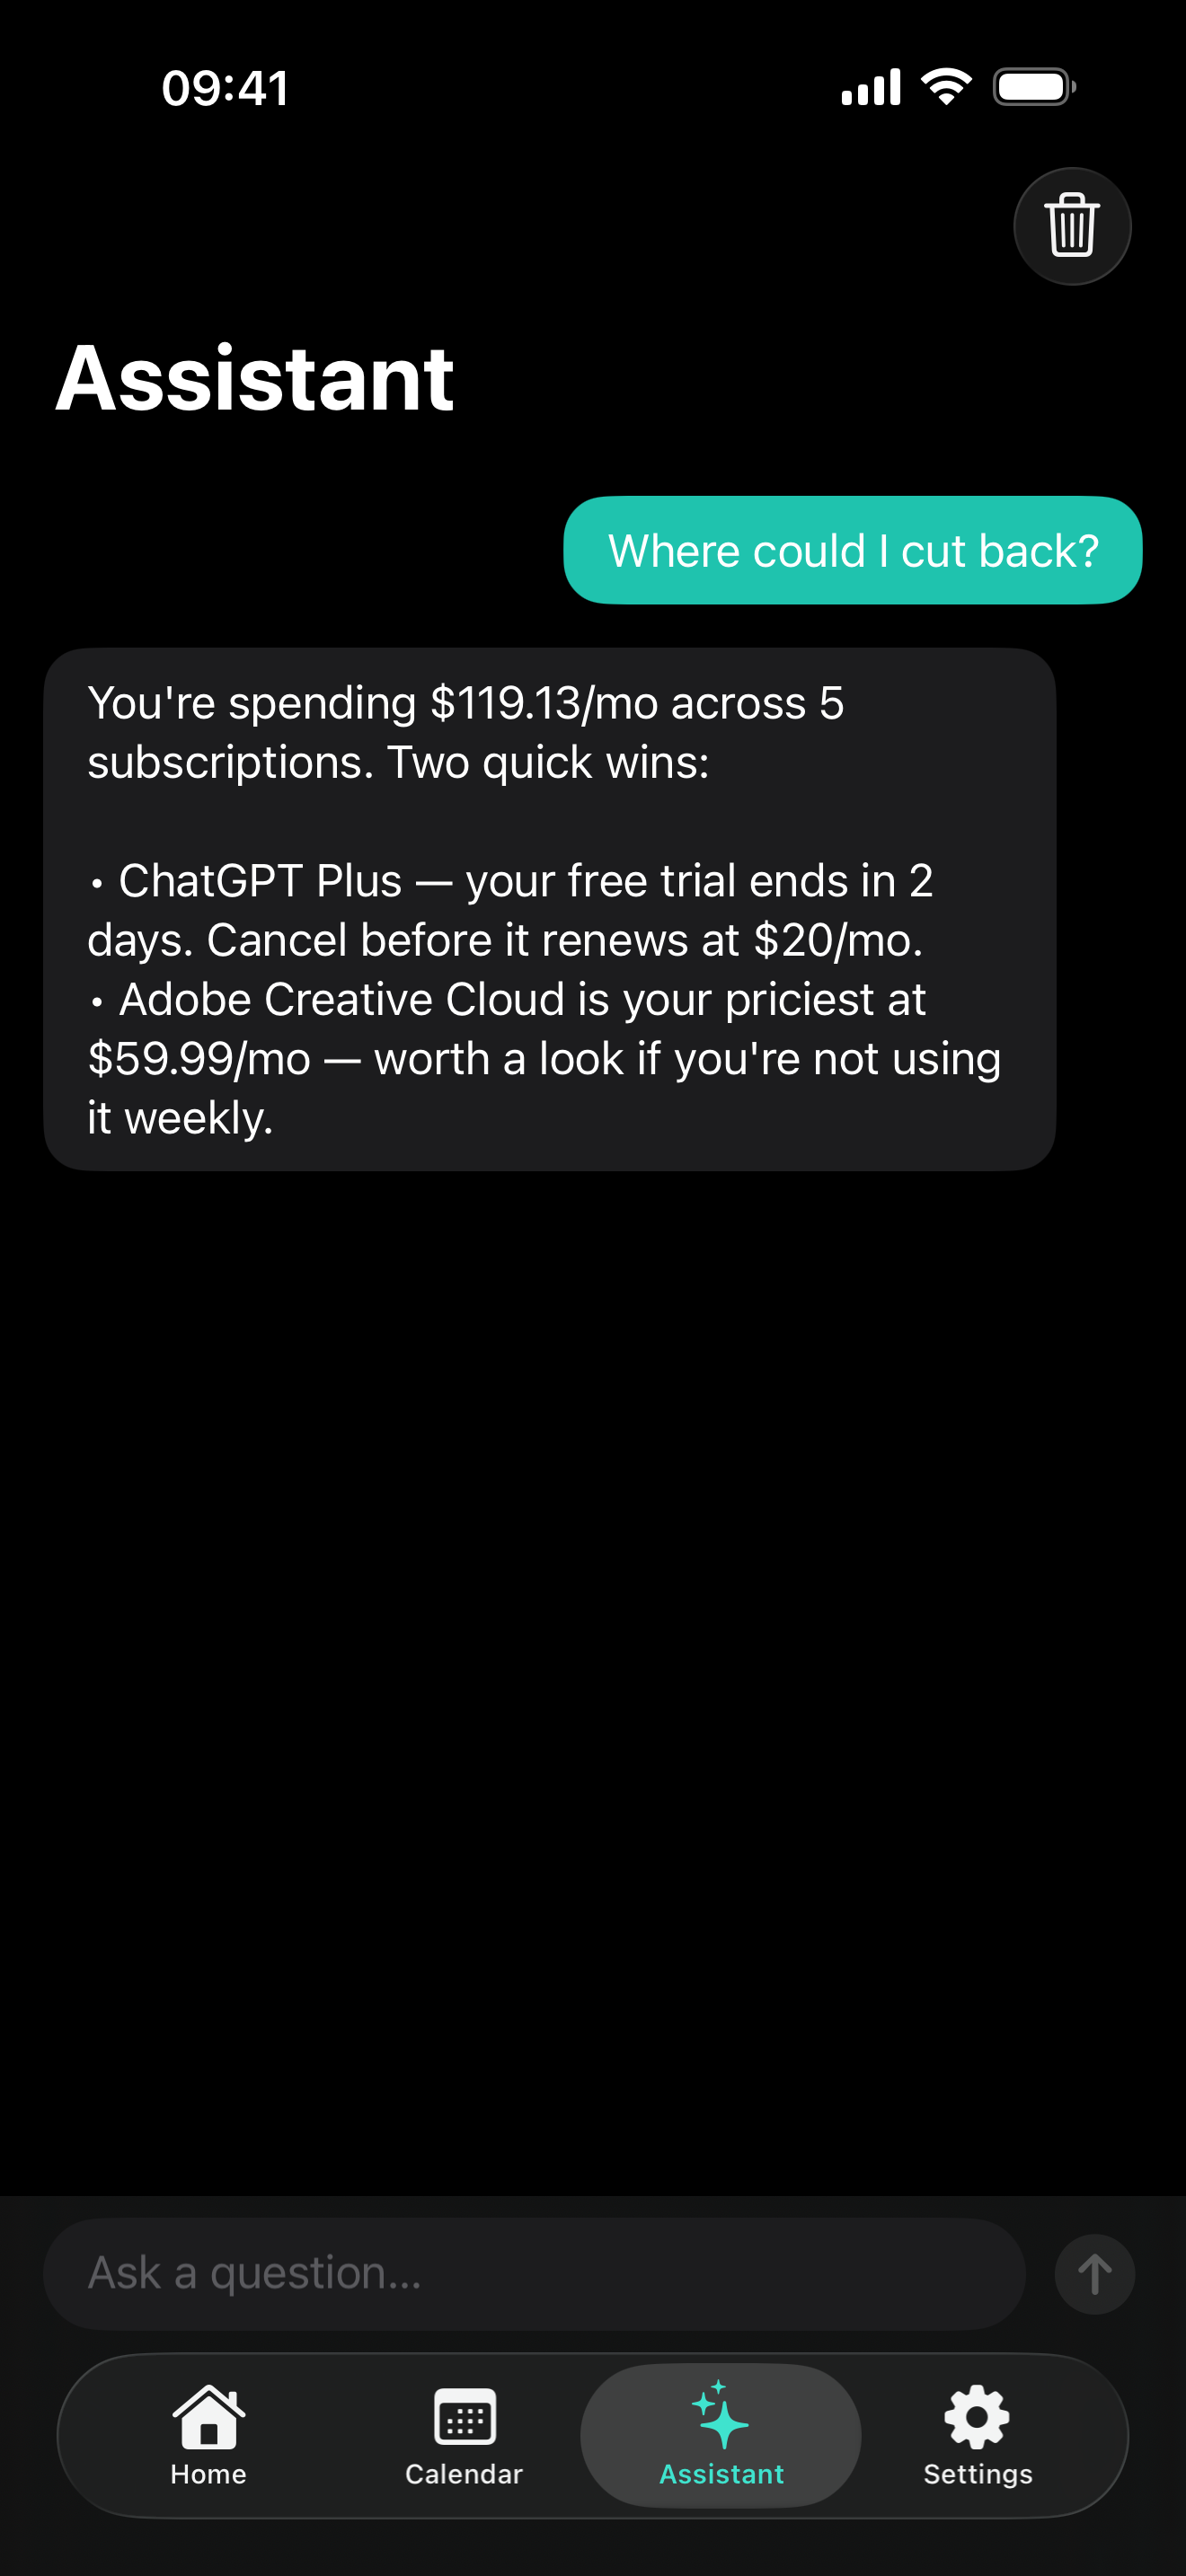 09:41
Assistant
Where could I cut back?
You're spending $119.13/mo across 5
subscriptions. Two quick wins:
• ChatGPT Plus — your free trial ends in 2
days. Cancel before it renews at $20/mo.
• Adobe Creative Cloud is your priciest at
$59.99/mo — worth a look if you're not using
it weekly.
Ask a question...
Home
Calendar
Assistant
Settings